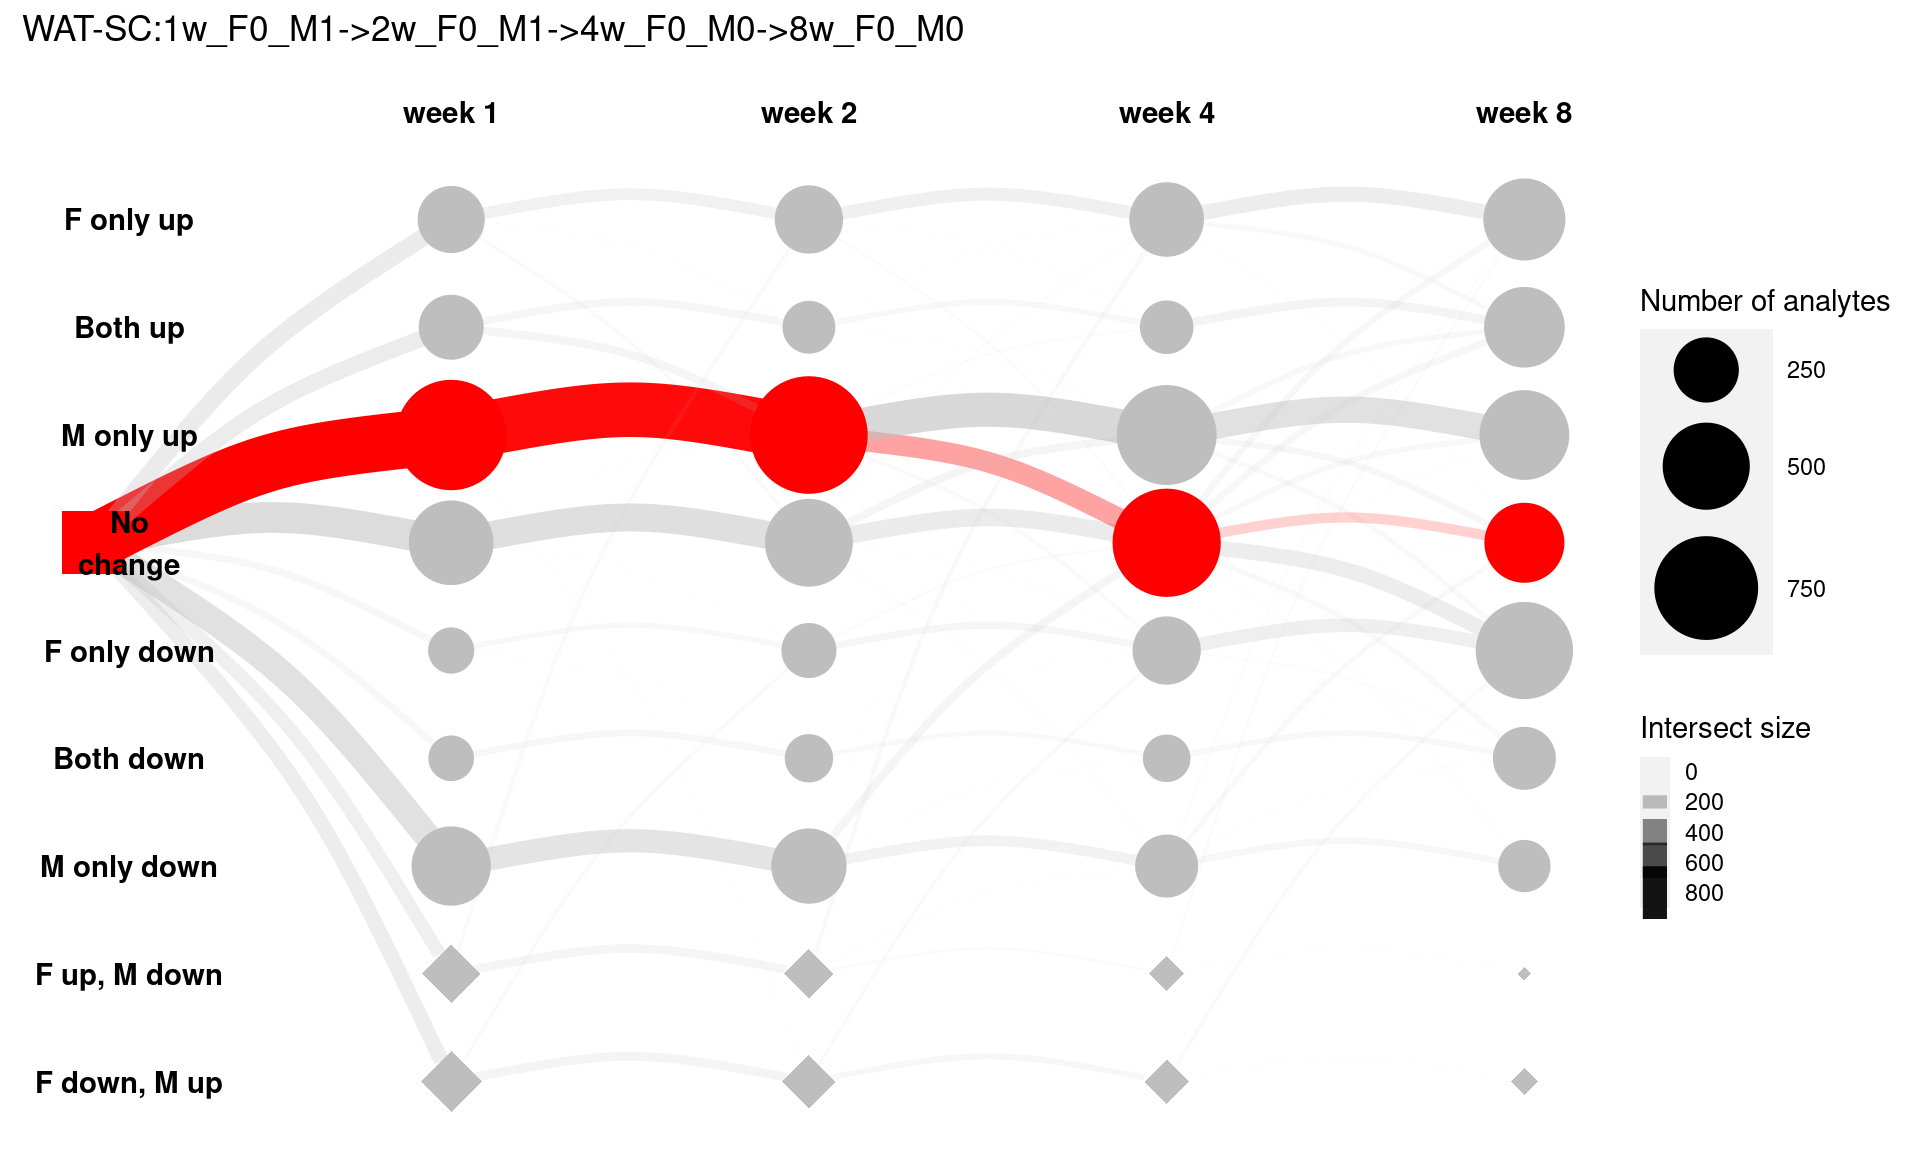 WAT-SC:1w_F0_M1->2w_F0_M1->4w_F0_M0->8w_F0_M0
week 1 week 2 week 4 week 8
F only up
Both up
M only up
No
change
F only down
Both down
M only down
F up, M down
F down, M up
Number of analytes
250
500
750
Intersect size
0
200
400
600
800